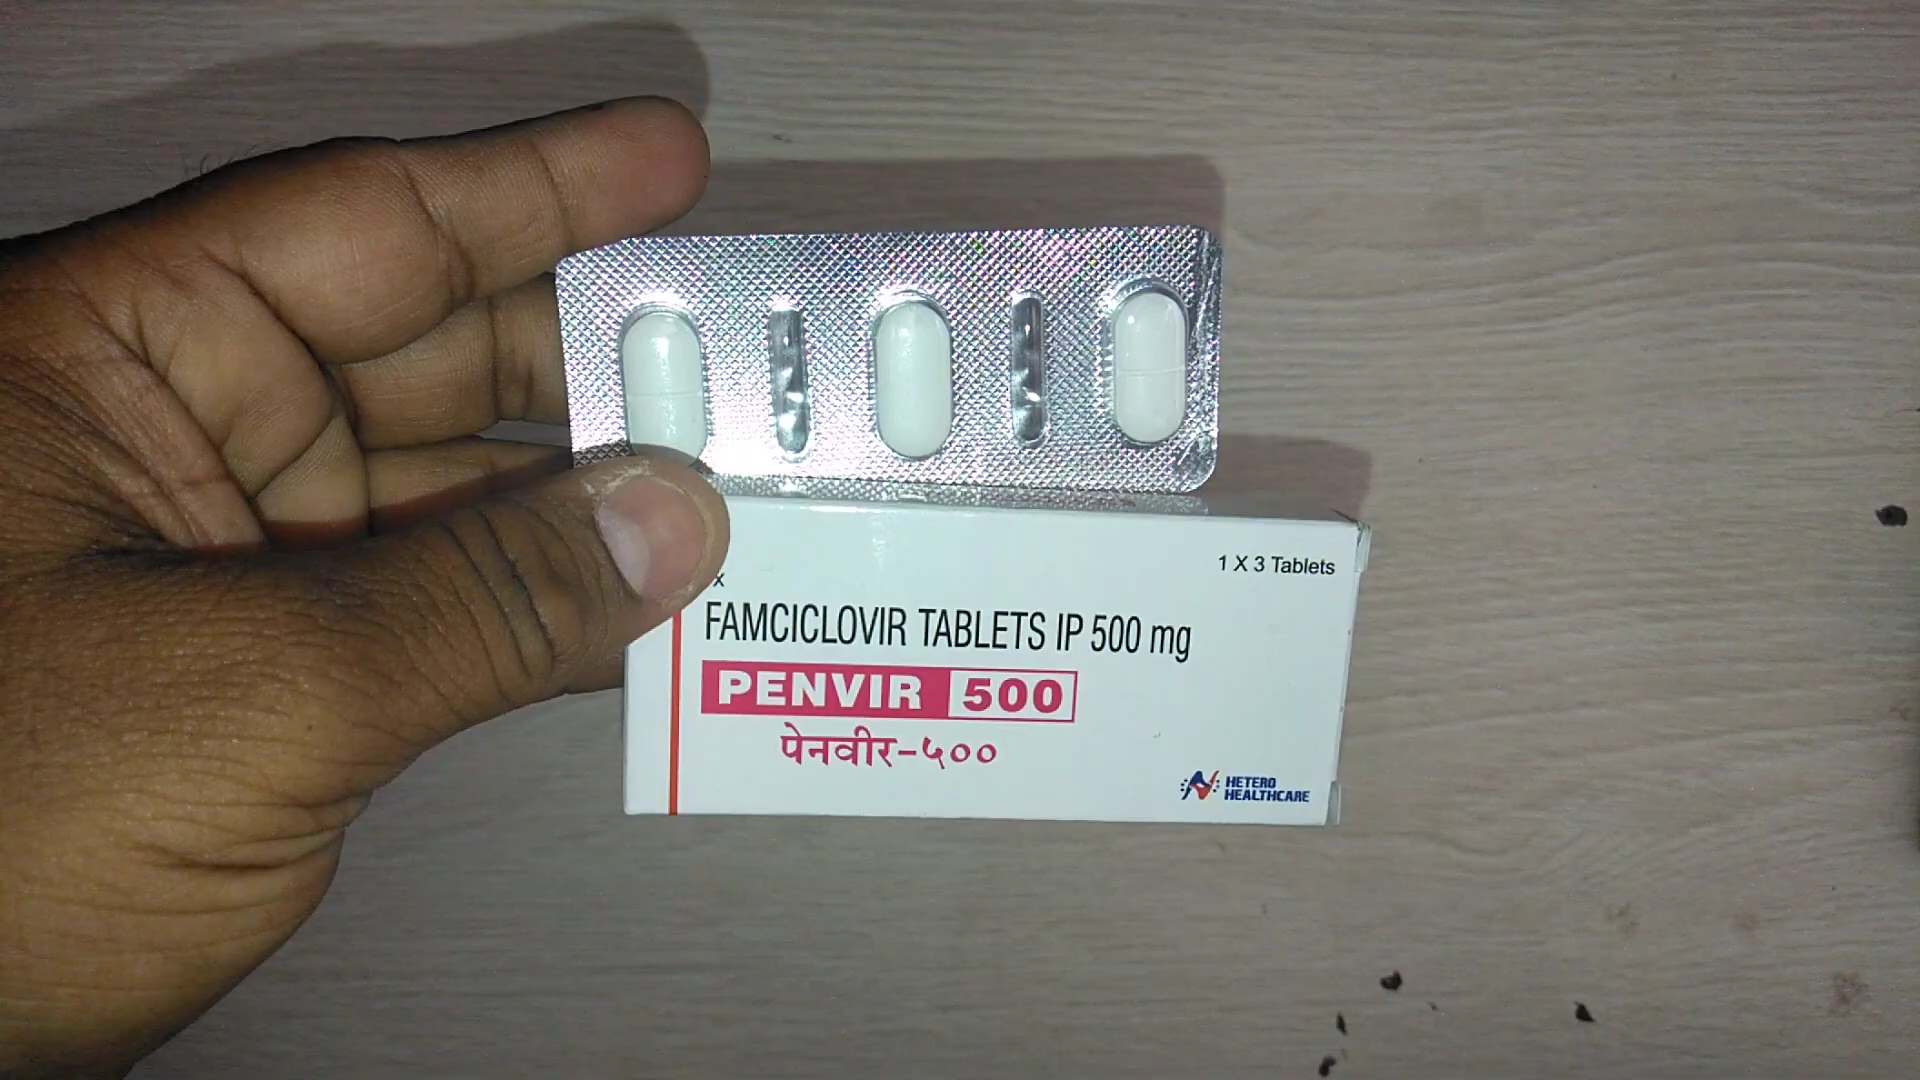 1 X 3 Tablets
x
FAMCICLOVIR TABLETS IP 500 mg
PENVIR 500
पेनवीर-५००
HETERO
HEALTHCARE